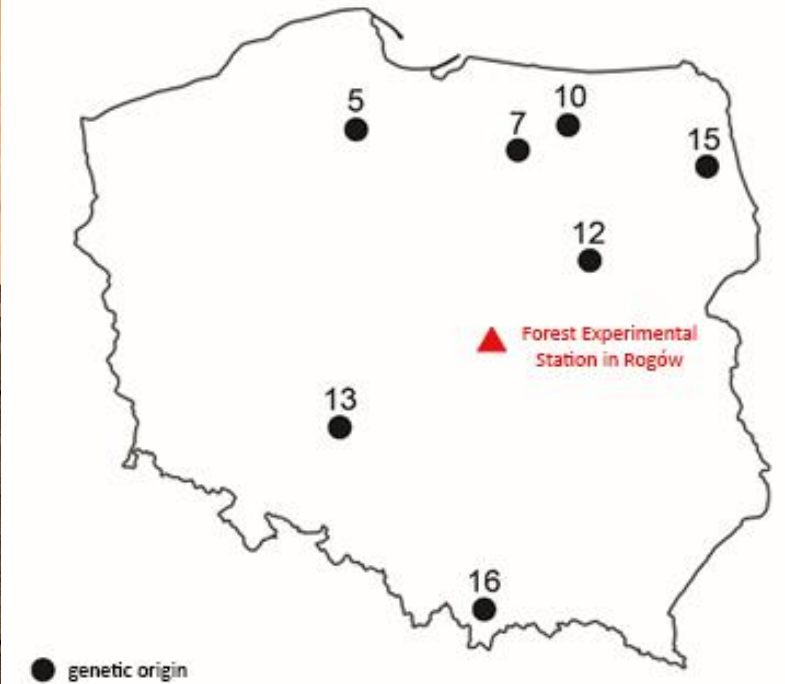 5
10
7
15
12
Forest Experimental
Station in Rogów
13
16
genetic origin